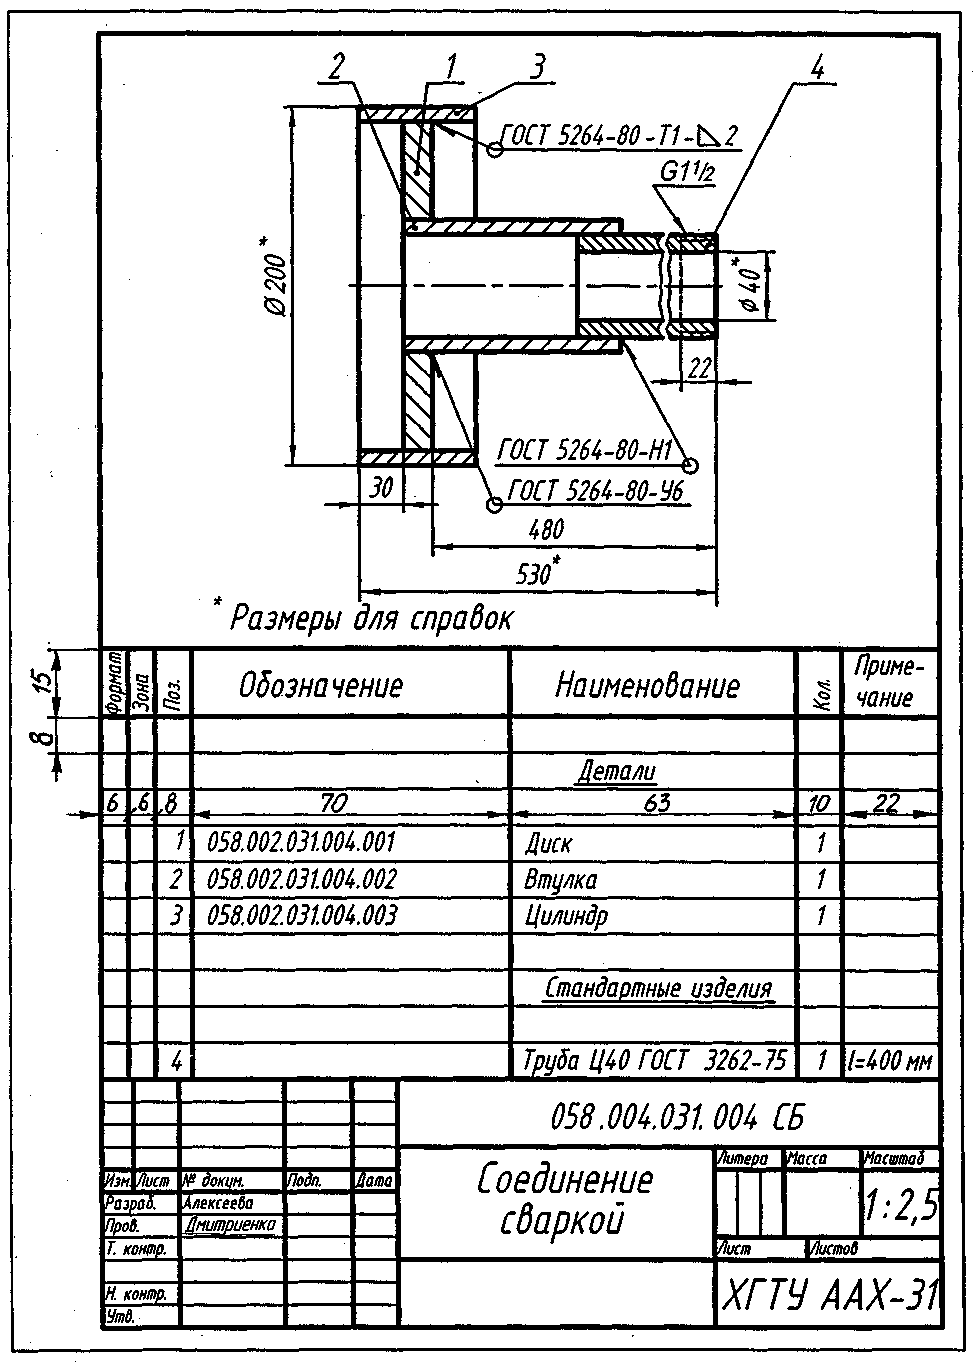 2 1 3 4
ГОСТ 5264-80-Т1-◺ 2
G1 1/2
Ø 200*
Ø 40*
22
ГОСТ 5264-80-Н1
30
ГОСТ 5264-80-У6
480
530*
* Размеры для справок
15
8
Формат Зона Поз. Обозначение Наименование Кол. Приме-
чание
Детали
6 6 8 70 63 10 22
1 058.002.031.004.001 Диск 1
2 058.002.031.004.002 Втулка 1
3 058.002.031.004.003 Цилиндр 1
Стандартные изделия
4 Труба Ц40 ГОСТ 3262-75 1 l=400 мм
058.004.031.004 СБ
Изм. Лист № докум. Подп. Дата
Разраб. Алексеева
Пров. Дмитриенко
Т. контр.
Н. контр.
Утв.
Соединение
сваркой
Литера Масса Масштаб
1:2,5
Лист Листов
ХГТУ ААХ-31